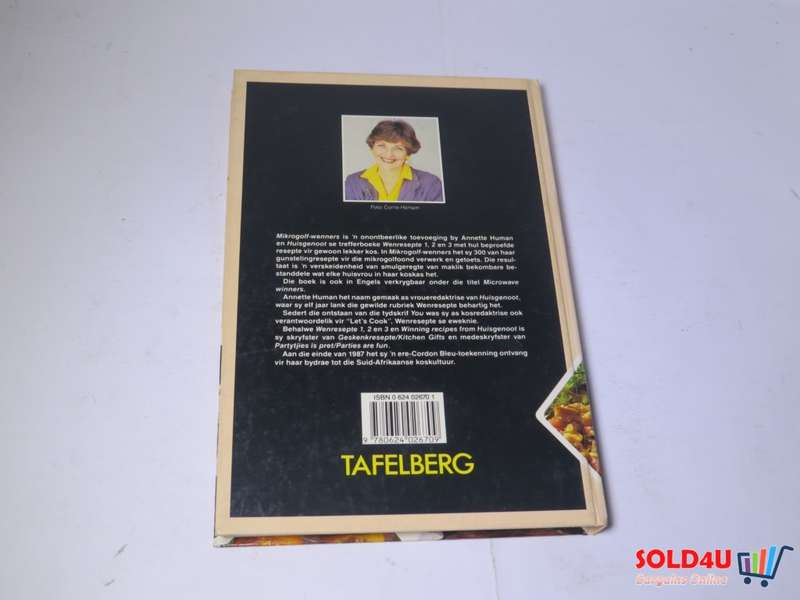 Foto: Corrie Hansen
Mikrogolf-wenners is 'n onontbeerlike toevoeging by Annette Human
en Huisgenoot se trefferboeke Wenresepte 1, 2 en 3 met hul beproefde
resepte vir gewoon lekker kos. In Mikrogolf-wenners het sy 300 van haar
gunstelingresepte vir die mikrogolfoond verwerk en getoets. Die resul-
taat is 'n verskeidenheid van smulgeregte van maklik bekombare be-
standdele wat elke huisvrou in haar koskas het.
Die boek is ook in Engels verkrygbaar onder die titel Microwave
winners.
Annette Human het naam gemaak as vroueredaktrise van Huisgenoot,
waar sy elf jaar lank die gewilde rubriek Wenresepte behartig het.
Sedert die ontstaan van die tydskrif You was sy as kosredaktrise ook
verantwoordelik vir "Let's Cook", Wenresepte se eweknie.
Behalwe Wenresepte 1, 2 en 3 en Winning recipes from Huisgenoot is
sy skryfster van Geskenkresepte/Kitchen Gifts en medeskryfster van
Partytjies is pret/Parties are fun.
Aan die einde van 1987 het sy 'n ere-Cordon Bleu-toekenning ontvang
vir haar bydrae tot die Suid-Afrikaanse koskultuur.
ISBN 0 624 02670 1
9 780624 026709
TAFELBERG
SOLD4U
Bargains Online